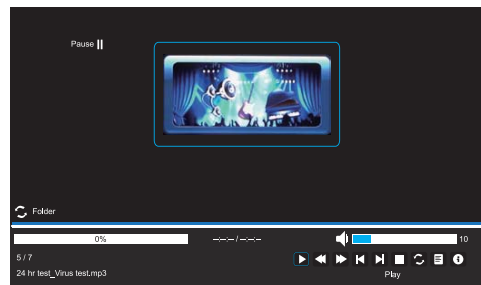 Pause
Folder
0%
--:--:-- / --:--:--
10
5 / 7
24 hr test_Virus test.mp3
Play